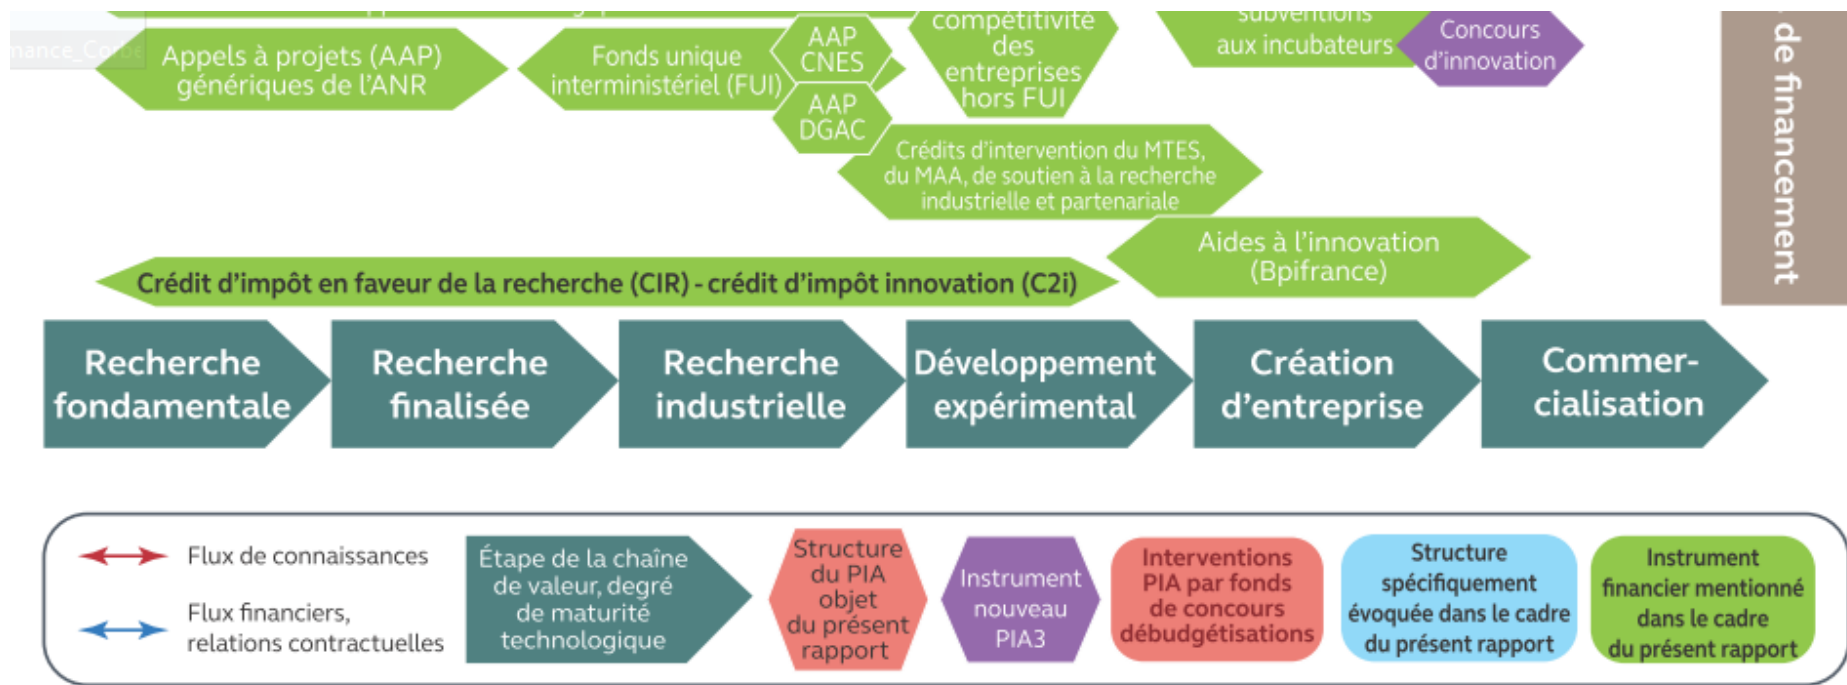 compétitivité
des
entreprises
hors FUI
subventions
aux incubateurs
Concours
d'innovation
Appels à projets (AAP)
génériques de l'ANR
Fonds unique
interministériel (FUI)
AAP
CNES
AAP
DGAC
Crédits d'intervention du MTES,
du MAA, de soutien à la recherche
industrielle et partenariale
Aides à l'innovation
(Bpifrance)
Crédit d'impôt en faveur de la recherche (CIR) - crédit d'impôt innovation (C2i)
de financement
Recherche
fondamentale
Recherche
finalisée
Recherche
industrielle
Développement
expérimental
Création
d'entreprise
Commer-
cialisation
Flux de connaissances
Flux financiers,
relations contractuelles
Étape de la chaîne
de valeur, degré
de maturité
technologique
Structure
du PIA
objet
du présent
rapport
Instrument
nouveau
PIA3
Interventions
PIA par fonds
de concours
débudgétisations
Structure
spécifiquement
évoquée dans le cadre
du présent rapport
Instrument
financier mentionné
dans le cadre
du présent rapport